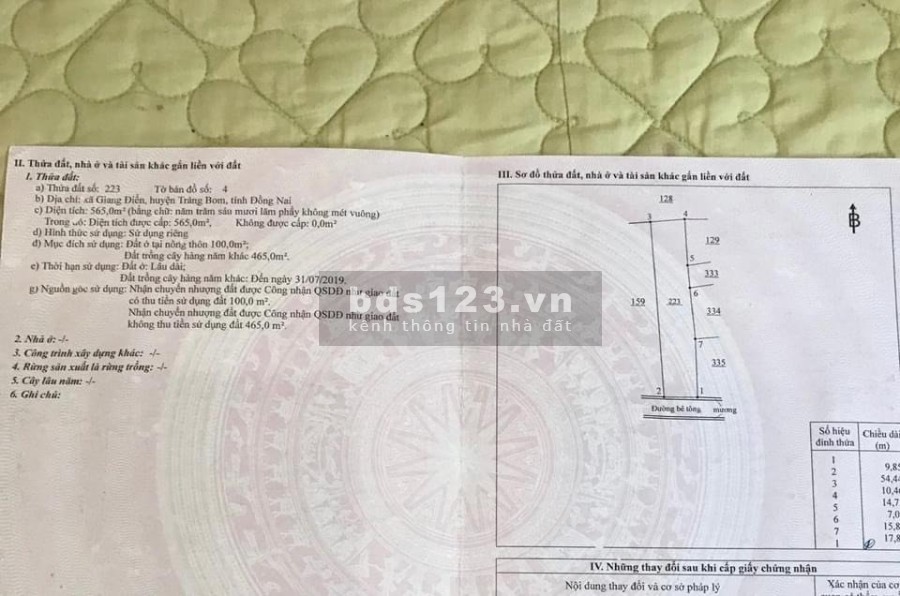 II. Thửa đất, nhà ở và tài sản khác gắn liền với đất
1. Thửa đất:
a) Thửa đất số: 223 Tờ bản đồ số: 4
b) Địa chỉ: xã Giang Điền, huyện Trảng Bom, tỉnh Đồng Nai
c) Diện tích: 565,0m² (bằng chữ: năm trăm sáu mươi lăm phẩy không mét vuông)
Trong đó: Diện tích được cấp: 565,0m², Không được cấp: 0,0m²
d) Hình thức sử dụng: Sử dụng riêng
đ) Mục đích sử dụng: Đất ở tại nông thôn 100,0m²;
Đất trồng cây hàng năm khác 465,0m².
e) Thời hạn sử dụng: Đất ở: Lâu dài;
Đất trồng cây hàng năm khác: Đến ngày 31/07/2019.
g) Nguồn gốc sử dụng: Nhận chuyển nhượng đất được Công nhận QSDĐ như giao đất
có thu tiền sử dụng đất 100,0 m².
Nhận chuyển nhượng đất được Công nhận QSDĐ như giao đất
không thu tiền sử dụng đất 465,0 m².
2. Nhà ở: -/-
3. Công trình xây dựng khác: -/-
4. Rừng sản xuất là rừng trồng: -/-
5. Cây lâu năm: -/-
6. Ghi chú:
bds123.vn
kênh thông tin nhà đất
III. Sơ đồ thửa đất, nhà ở và tài sản khác gắn liền với đất
B
128
3 4
129
5
333
6
159 223 334
7
335
2 1
Đường bê tông mương
Số hiệu đỉnh thửa Chiều dài (m)
1
9,85
2
54,44
3
10,46
4
14,7
5
7,0
6
15,8
7
17,8
1
IV. Những thay đổi sau khi cấp giấy chứng nhận
Nội dung thay đổi và cơ sở pháp lý
Xác nhận của cơ